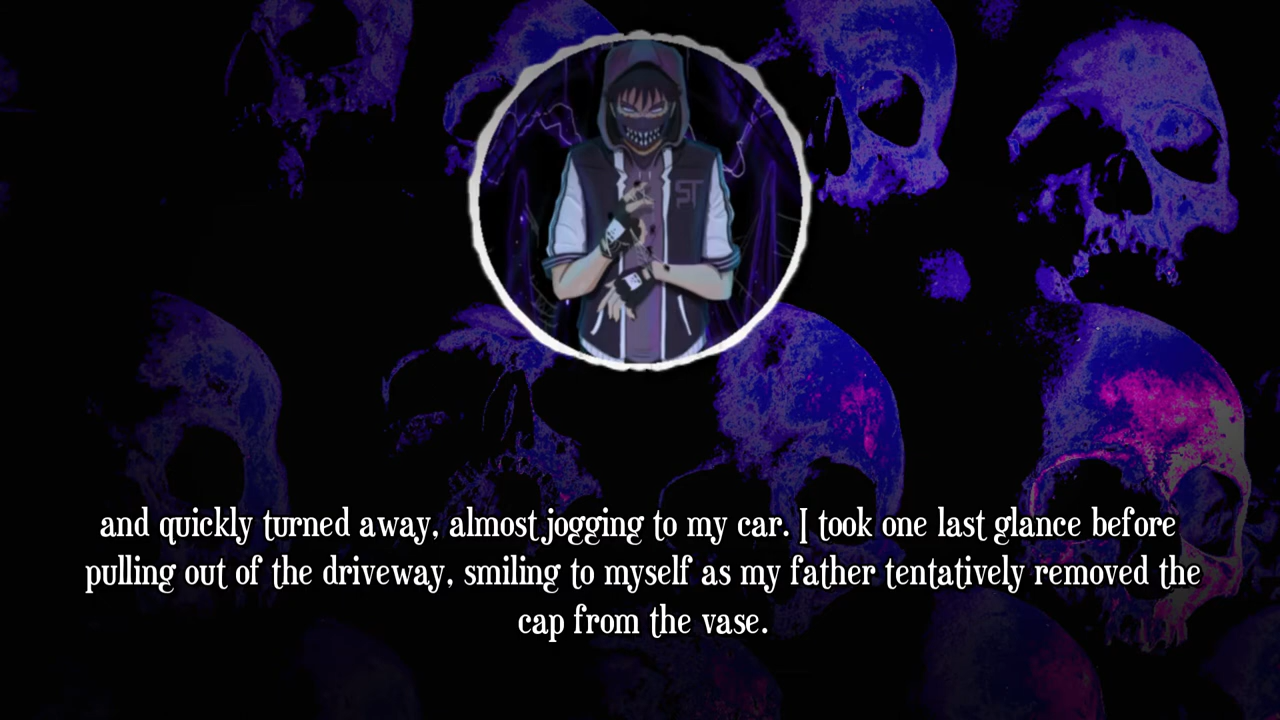 ST
and quickly turned away, almost jogging to my car. I took one last glance before
pulling out of the driveway, smiling to myself as my father tentatively removed the
cap from the vase.